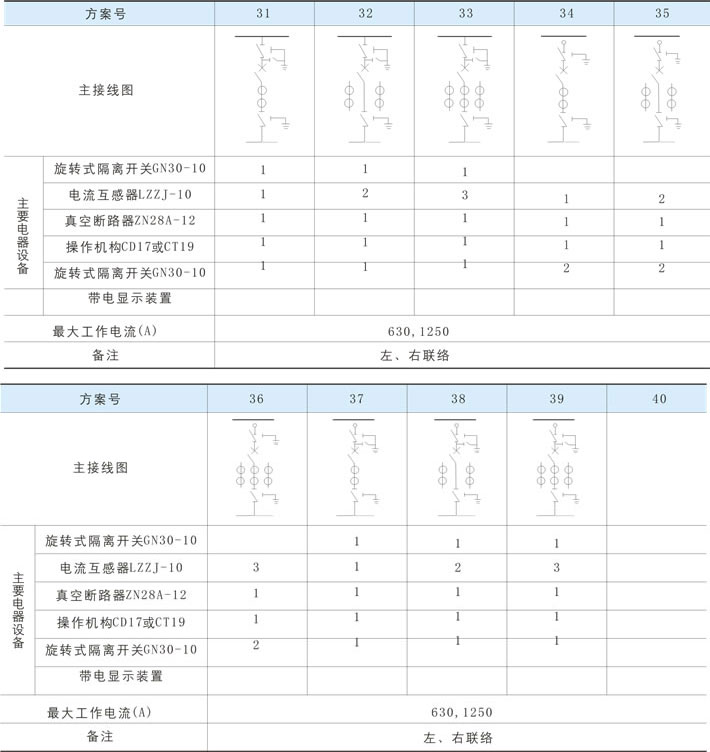 方案号 31 32 33 34 35
主接线图
主要电器设备
旋转式隔离开关GN30-10 1 1 1
电流互感器LZZJ-10 1 2 3 1 2
真空断路器ZN28A-12 1 1 1 1 1
操作机构CD17或CT19 1 1 1 1 1
旋转式隔离开关GN30-10 1 1 1 2 2
带电显示装置
最大工作电流(A) 630,1250
备注 左、右联络
方案号 36 37 38 39 40
主接线图
主要电器设备
旋转式隔离开关GN30-10 1 1 1
电流互感器LZZJ-10 3 1 2 3
真空断路器ZN28A-12 1 1 1 1
操作机构CD17或CT19 1 1 1 1
旋转式隔离开关GN30-10 2 1 1 1
带电显示装置
最大工作电流(A) 630,1250
备注 左、右联络